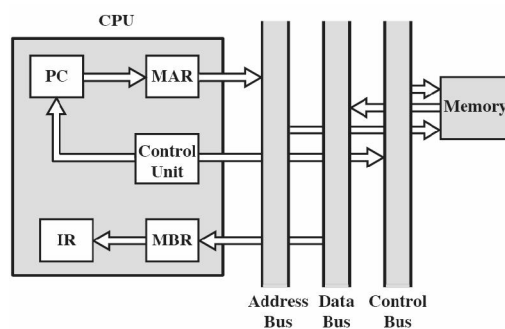 CPU
PC
MAR
Memory
Control
Unit
IR
MBR
Address
Bus
Data
Bus
Control
Bus